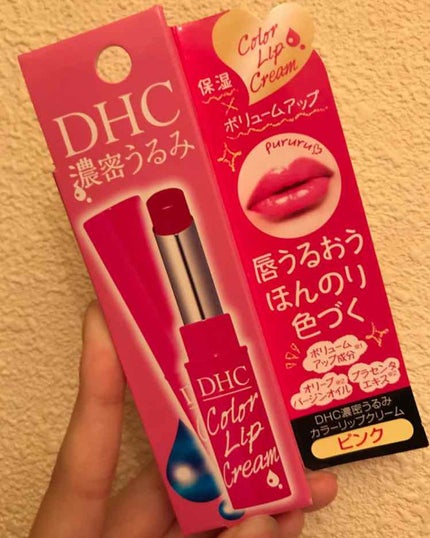 DHC
濃密うるみ
DHC
Color
Lip
Cream
Color
Lip
Cream
保湿
×
ボリュームアップ
pururu
唇うるおう
ほんのり
色づく
ボリューム※1
アップ成分
オリーブ※2
バージンオイル
プラセンタ
エキス
DHC濃密うるみ
カラーリップクリーム
ピンク